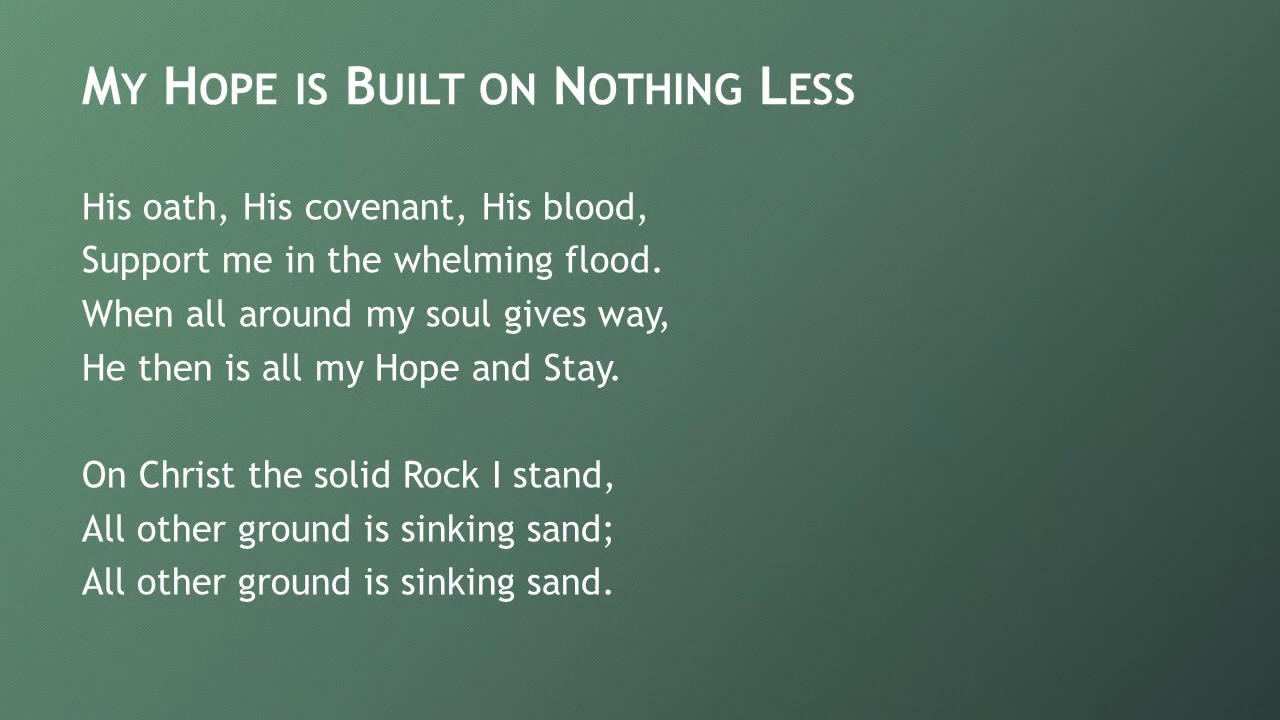 My Hope is Built on Nothing Less
His oath, His covenant, His blood,
Support me in the whelming flood.
When all around my soul gives way,
He then is all my Hope and Stay.
On Christ the solid Rock I stand,
All other ground is sinking sand;
All other ground is sinking sand.